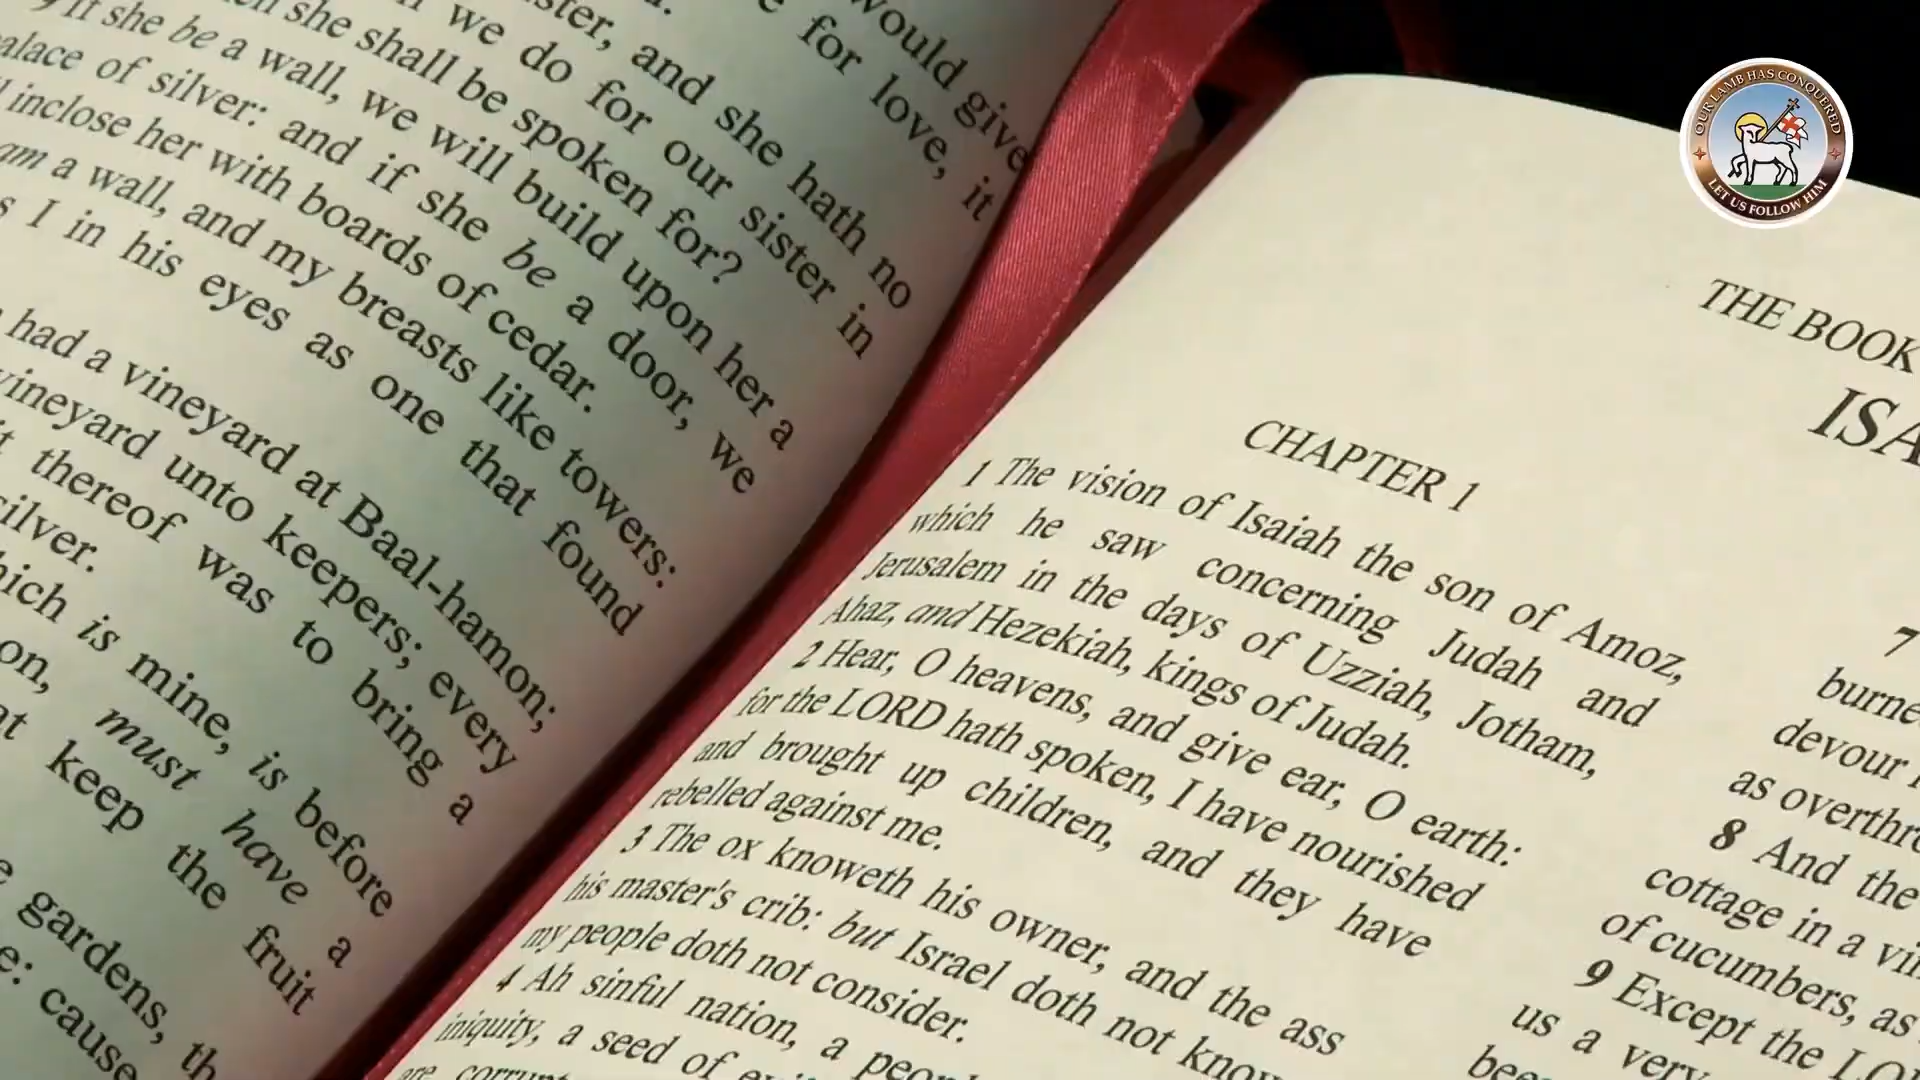 would give
for love, it
ster, and she hath no
we do for our sister in
she shall be spoken for?
9 If she be a wall, we will build upon her a
palace of silver: and if she be a door, we
inclose her with boards of cedar.
am a wall, and my breasts like towers:
I in his eyes as one that found
had a vineyard at Baal-hamon;
vineyard unto keepers; every
thereof was to bring a
silver.
which is mine, is before
on, must have a
keep the fruit
gardens, th
e: cause
THE BOOK
ISA
CHAPTER 1
1 The vision of Isaiah the son of Amoz,
which he saw concerning Judah and
Jerusalem in the days of Uzziah, Jotham,
Ahaz, and Hezekiah, kings of Judah.
2 Hear, O heavens, and give ear, O earth:
for the LORD hath spoken, I have nourished
and brought up children, and they have
rebelled against me.
3 The ox knoweth his owner, and the ass
his master's crib: but Israel doth not know
my people doth not consider.
4 Ah sinful nation, a peopl
iniquity, a seed of
are corrupt
7
burne
devour
as overthro
8 And the
cottage in a vi
of cucumbers, as
9 Except the LO
us a very
been
OUR LAMB HAS CONQUERED
LET US FOLLOW HIM